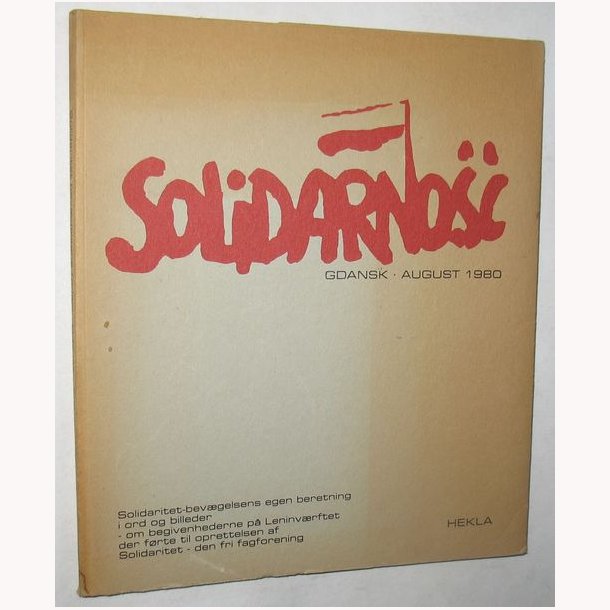 SOLiDARNOŚĆ
GDANSK · AUGUST 1980
Solidaritet-bevægelsens egen beretning
i ord og billeder
- om begivenhederne på Leninværftet
der førte til oprettelsen af
Solidaritet - den fri fagforening
HEKLA